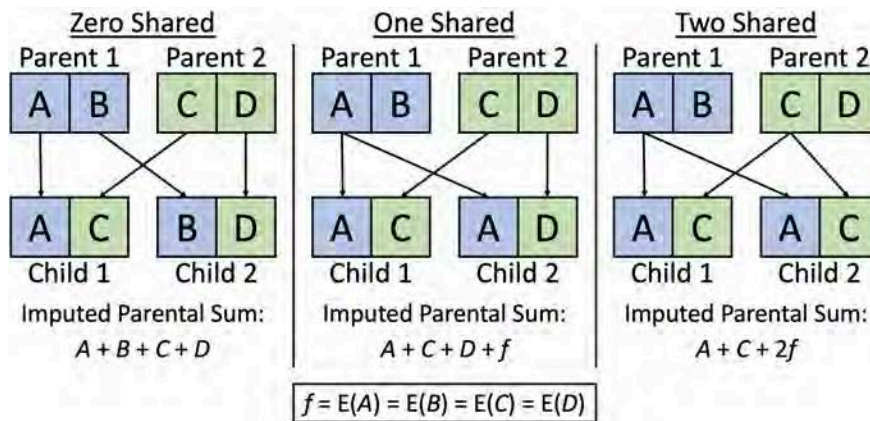 Zero Shared
Parent 1 Parent 2
A B C D
A C B D
Child 1 Child 2
Imputed Parental Sum:
A + B + C + D
One Shared
Parent 1 Parent 2
A B C D
A C A D
Child 1 Child 2
Imputed Parental Sum:
A + C + D + f
Two Shared
Parent 1 Parent 2
A B C D
A C A C
Child 1 Child 2
Imputed Parental Sum:
A + C + 2f
f = E(A) = E(B) = E(C) = E(D)